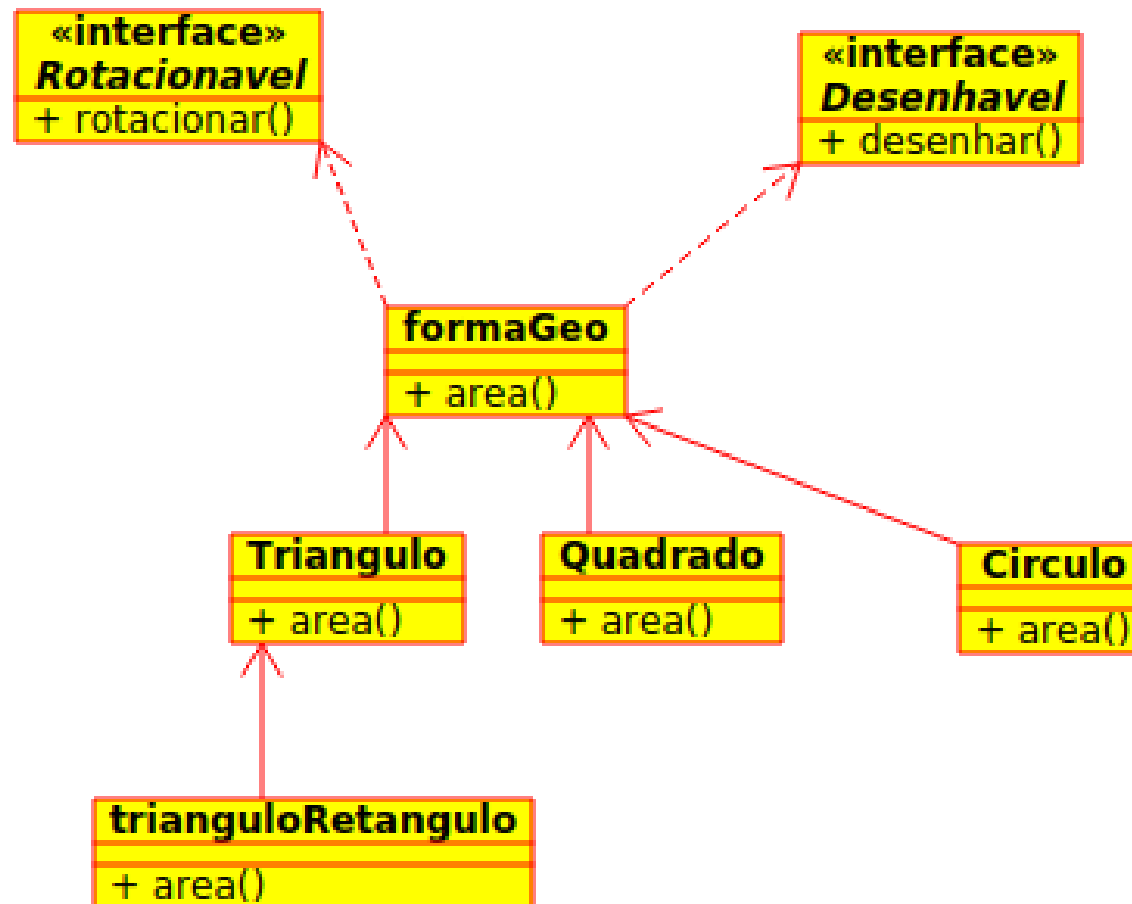 «interface»
Rotacionavel
+ rotacionar()
«interface»
Desenhavel
+ desenhar()
formaGeo
+ area()
Triangulo
+ area()
Quadrado
+ area()
Circulo
+ area()
trianguloRetangulo
+ area()